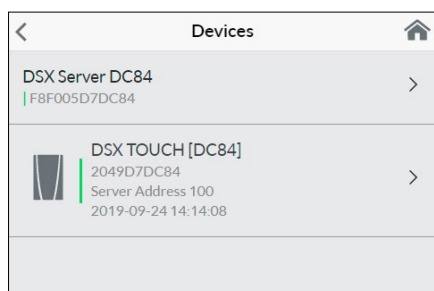 Devices
DSX Server DC84
F8F005D7DC84
DSX TOUCH [DC84]
2049D7DC84
Server Address 100
2019-09-24 14:14:08